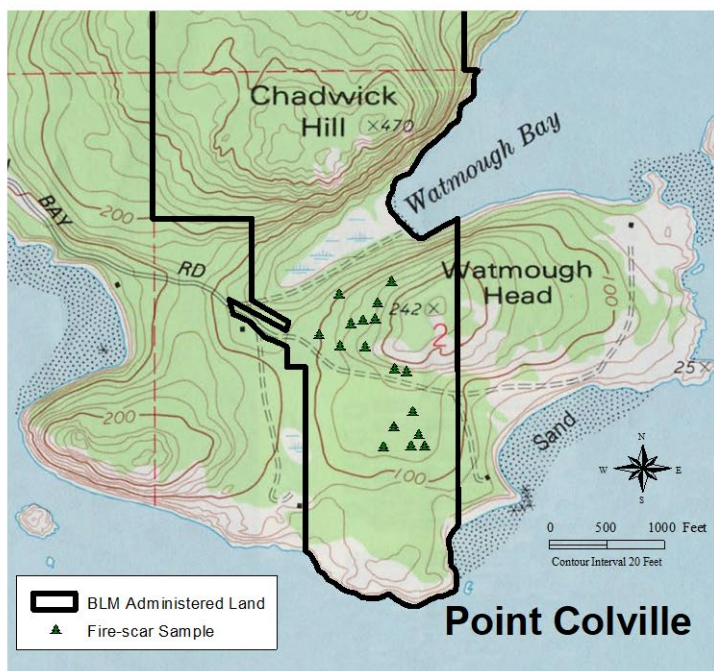 Chadwick
Hill
×470
Watmough Bay
200
BAY
RD
Watmough
Head
242 ×
2
100
25 ×
200
100
Sand
N
W
E
S
0 500 1000 Feet
Contour Interval 20 Feet
BLM Administered Land
Fire-scar Sample
Point Colville